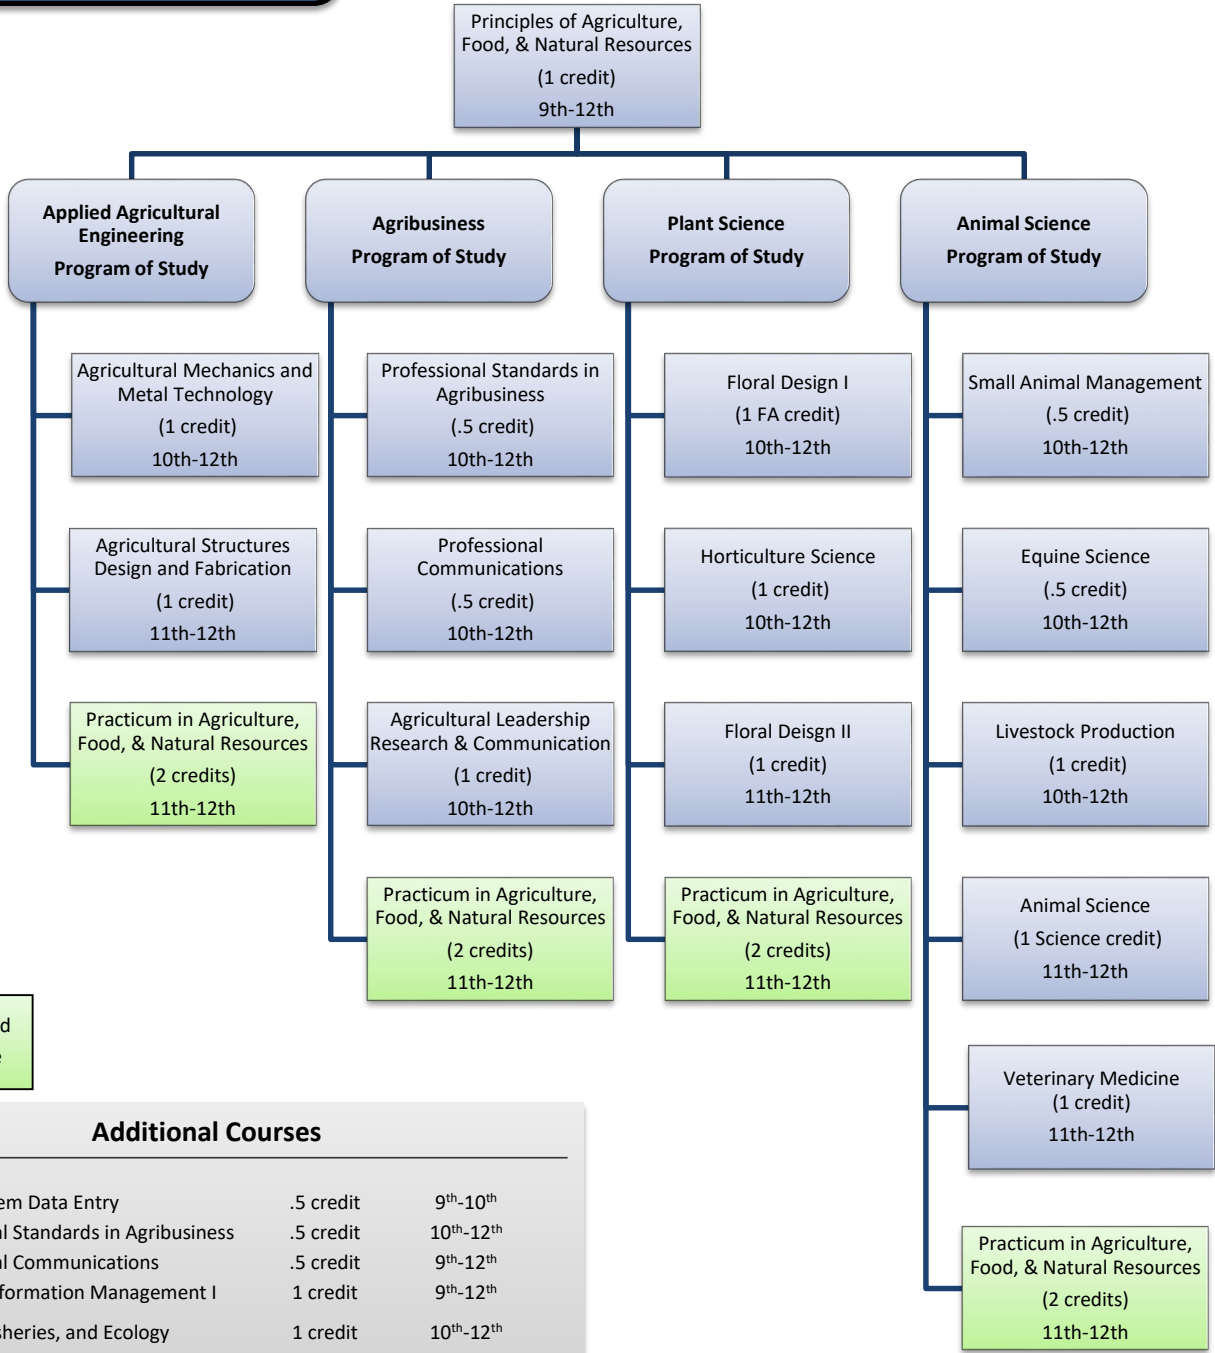 Principles of Agriculture,
Food, & Natural Resources
(1 credit)
9th-12th
Applied Agricultural
Engineering
Program of Study
Agribusiness
Program of Study
Plant Science
Program of Study
Animal Science
Program of Study
Agricultural Mechanics and
Metal Technology
(1 credit)
10th-12th
Professional Standards in
Agribusiness
(.5 credit)
10th-12th
Floral Design I
(1 FA credit)
10th-12th
Small Animal Management
(.5 credit)
10th-12th
Agricultural Structures
Design and Fabrication
(1 credit)
11th-12th
Professional
Communications
(.5 credit)
10th-12th
Horticulture Science
(1 credit)
10th-12th
Equine Science
(.5 credit)
10th-12th
Practicum in Agriculture,
Food, & Natural Resources
(2 credits)
11th-12th
Agricultural Leadership
Research & Communication
(1 credit)
10th-12th
Floral Deisgn II
(1 credit)
11th-12th
Livestock Production
(1 credit)
10th-12th
Practicum in Agriculture,
Food, & Natural Resources
(2 credits)
11th-12th
Practicum in Agriculture,
Food, & Natural Resources
(2 credits)
11th-12th
Animal Science
(1 Science credit)
11th-12th
Veterinary Medicine
(1 credit)
11th-12th
Practicum in Agriculture,
Food, & Natural Resources
(2 credits)
11th-12th
Additional Courses
Data Entry .5 credit 9th-10th
Standards in Agribusiness .5 credit 10th-12th
Communications .5 credit 9th-12th
Management I 1 credit 9th-12th
and Ecology 1 credit 10th-12th